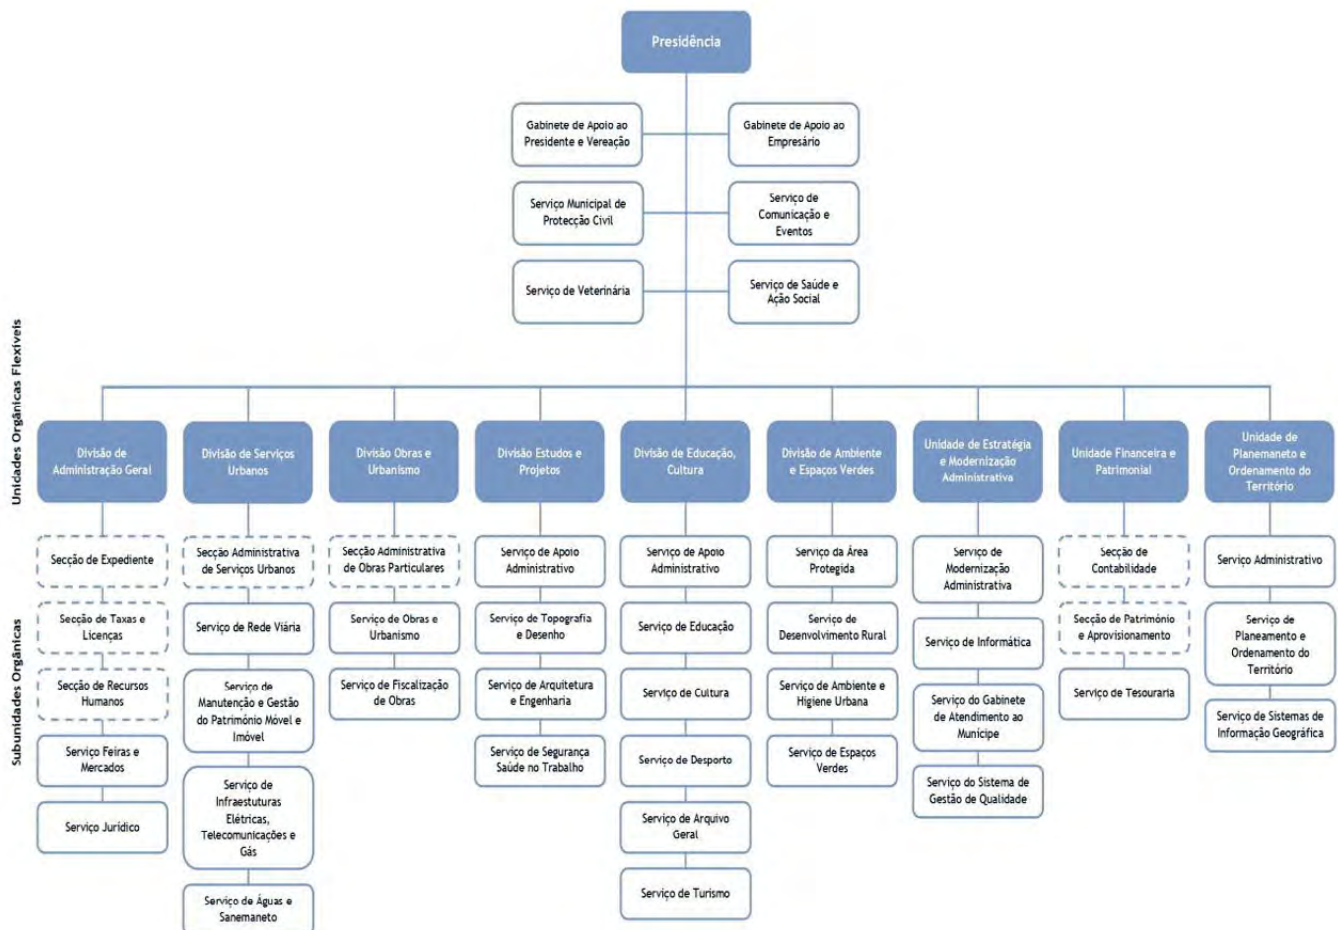 Presidência
Gabinete de Apoio ao
Presidente e Vereação
Gabinete de Apoio ao
Empresário
Serviço Municipal de
Protecção Civil
Serviço de
Comunicação e
Eventos
Serviço de Veterinária
Serviço de Saúde e
Ação Social
Unidades Orgânicas Flexíveis
Divisão de
Administração Geral
Divisão de Serviços
Urbanos
Divisão Obras e
Urbanismo
Divisão Estudos e
Projetos
Divisão de Educação,
Cultura
Divisão de Ambiente
e Espaços Verdes
Unidade de Estratégia
e Modernização
Administrativa
Unidade Financeira e
Patrimonial
Unidade de
Planemaneto e
Ordenamento do
Território
Subunidades Orgânicas
Secção de Expediente
Secção de Taxas e
Licenças
Secção de Recursos
Humanos
Serviço Feiras e
Mercados
Serviço Jurídico
Secção Administrativa
de Serviços Urbanos
Serviço de Rede Viária
Serviço de
Manutenção e Gestão
do Património Móvel e
Imóvel
Serviço de
Infraestuturas
Elétricas,
Telecomunicações e
Gás
Serviço de Águas e
Sanemaneto
Secção Administrativa
de Obras Particulares
Serviço de Obras e
Urbanismo
Serviço de Fiscalização
de Obras
Serviço de Apoio
Administrativo
Serviço de Topografia
e Desenho
Serviço de Arquitetura
e Engenharia
Serviço de Segurança
Saúde no Trabalho
Serviço de Apoio
Administrativo
Serviço de Educação
Serviço de Cultura
Serviço de Desporto
Serviço de Arquivo
Geral
Serviço de Turismo
Serviço da Área
Protegida
Serviço de
Desenvolvimento Rural
Serviço de Ambiente e
Higiene Urbana
Serviço de Espaços
Verdes
Serviço de
Modernização
Administrativa
Serviço de Informática
Serviço do Gabinete
de Atendimento ao
Munícipe
Serviço do Sistema de
Gestão de Qualidade
Secção de
Contabilidade
Secção de Património
e Aprovisionamento
Serviço de Tesouraria
Serviço Administrativo
Serviço de
Planeamento e
Ordenamento do
Território
Serviço de Sistemas de
Informação Geográfica